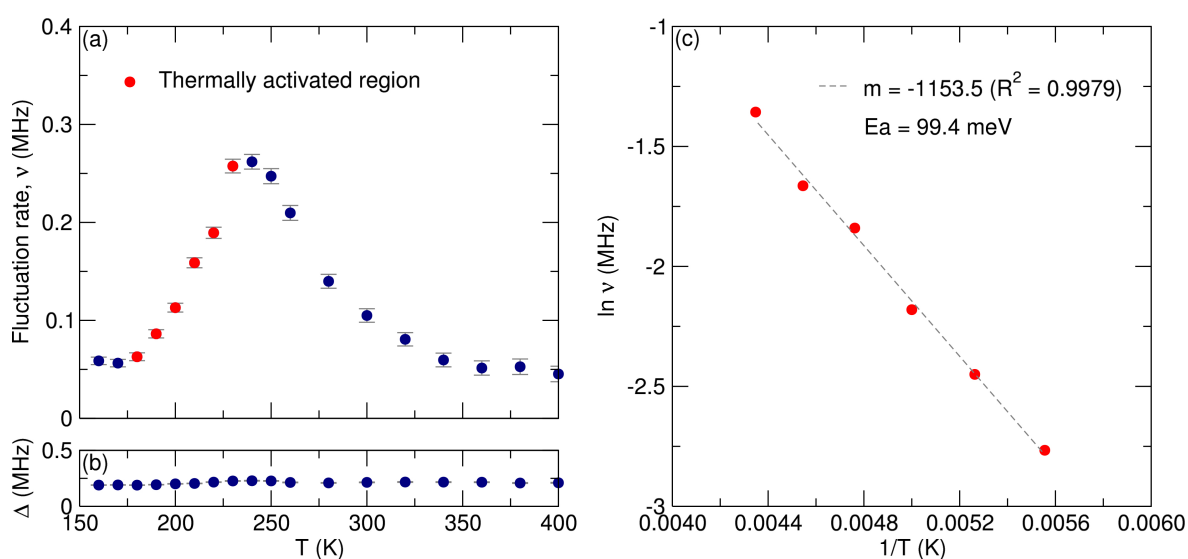 (a)
Thermally activated region
Fluctuation rate, ν (MHz)
0.4
0.3
0.2
0.1
0
(b)
Δ (MHz)
0.5
0
150
200
250
300
350
400
T (K)
(c)
m = -1153.5 (R² = 0.9979)
Ea = 99.4 meV
ln ν (MHz)
-1
-1.5
-2
-2.5
-3
0.0040
0.0044
0.0048
0.0052
0.0056
0.0060
1/T (K)